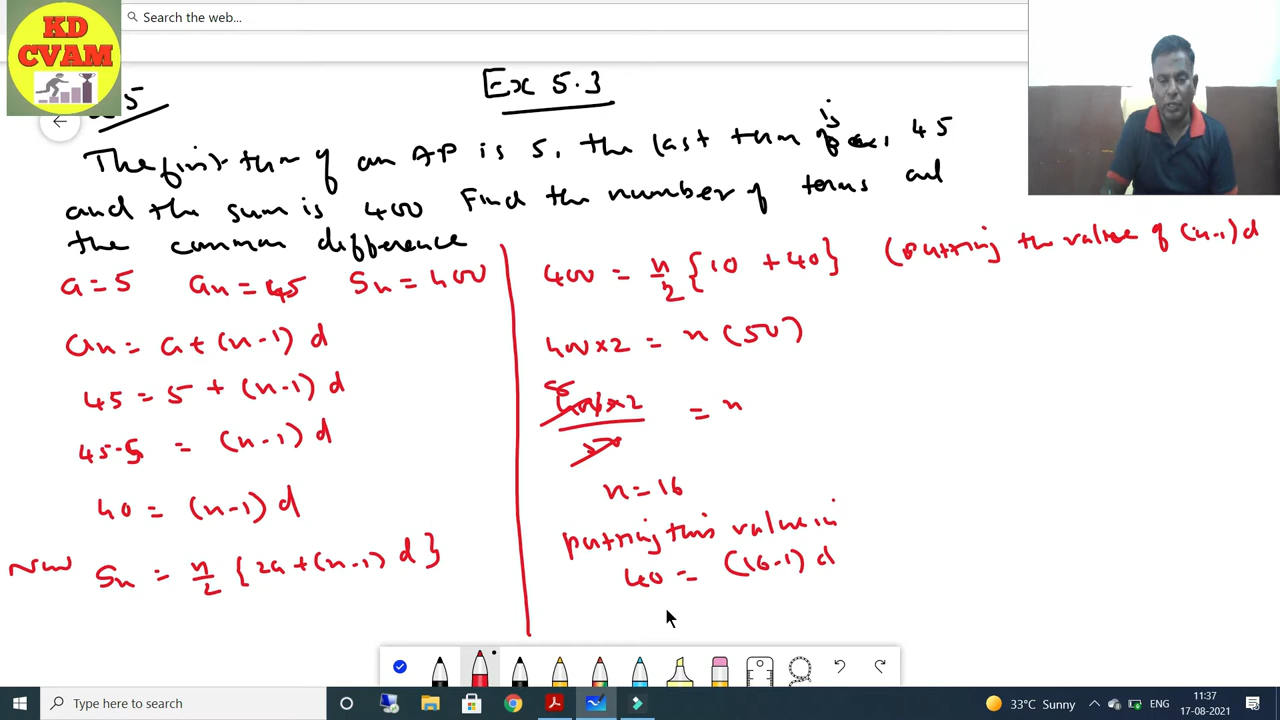 Search the web...
KD
CVAM
5
Ex 5.3
The first term of an AP is 5, the last term is 45
and the sum is 400 Find the number of terms and
the common difference
a = 5 an = 45 Sn = 400
an = a + (n-1) d
45 = 5 + (n-1) d
45-5 = (n-1) d
40 = (n-1) d
Now Sn = n/2 {2a + (n-1) d}
400 = n/2 {10 + 40} (putting the value of (n-1) d
400 x 2 = n (50)
400 x 2 / 50 = n
n = 16
putting this value in
40 = (16-1) d
Type here to search
33°C Sunny
ENG
11:37
17-08-2021